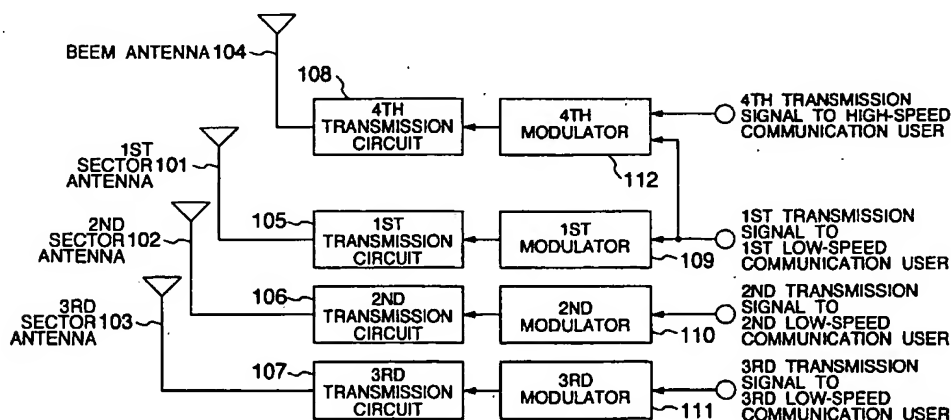 BEEM ANTENNA 104
108
4TH
TRANSMISSION
CIRCUIT
4TH
MODULATOR
112
4TH TRANSMISSION
SIGNAL TO HIGH-SPEED
COMMUNICATION USER
1ST
SECTOR 101
ANTENNA
105
1ST
TRANSMISSION
CIRCUIT
1ST
MODULATOR
109
1ST TRANSMISSION
SIGNAL TO
1ST LOW-SPEED
COMMUNICATION USER
2ND
SECTOR 102
ANTENNA
106
2ND
TRANSMISSION
CIRCUIT
2ND
MODULATOR
110
2ND TRANSMISSION
SIGNAL TO
2ND LOW-SPEED
COMMUNICATION USER
3RD
SECTOR 103
ANTENNA
107
3RD
TRANSMISSION
CIRCUIT
3RD
MODULATOR
111
3RD TRANSMISSION
SIGNAL TO
3RD LOW-SPEED
COMMUNICATION USER